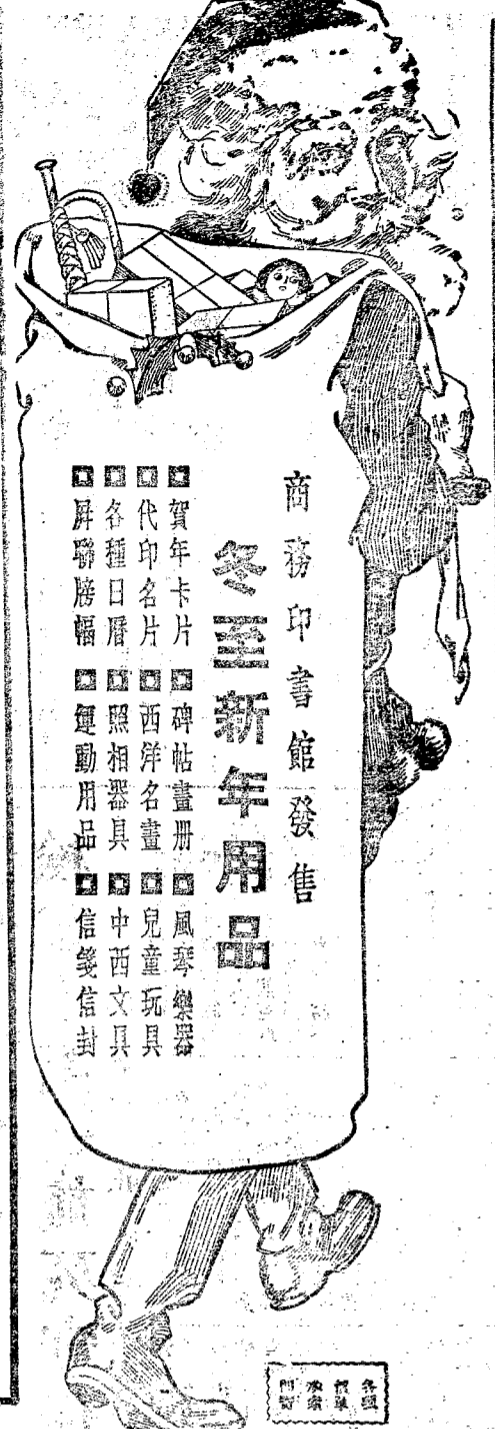 商務印書館發售
冬至新年用品
■賀年卡片■碑帖畫册■風琴樂器
■代印名片■西洋名畫■兒童玩具
■各種日曆■照相器具■中西文具
■屛聯膀幅■運動用品■信箋信封